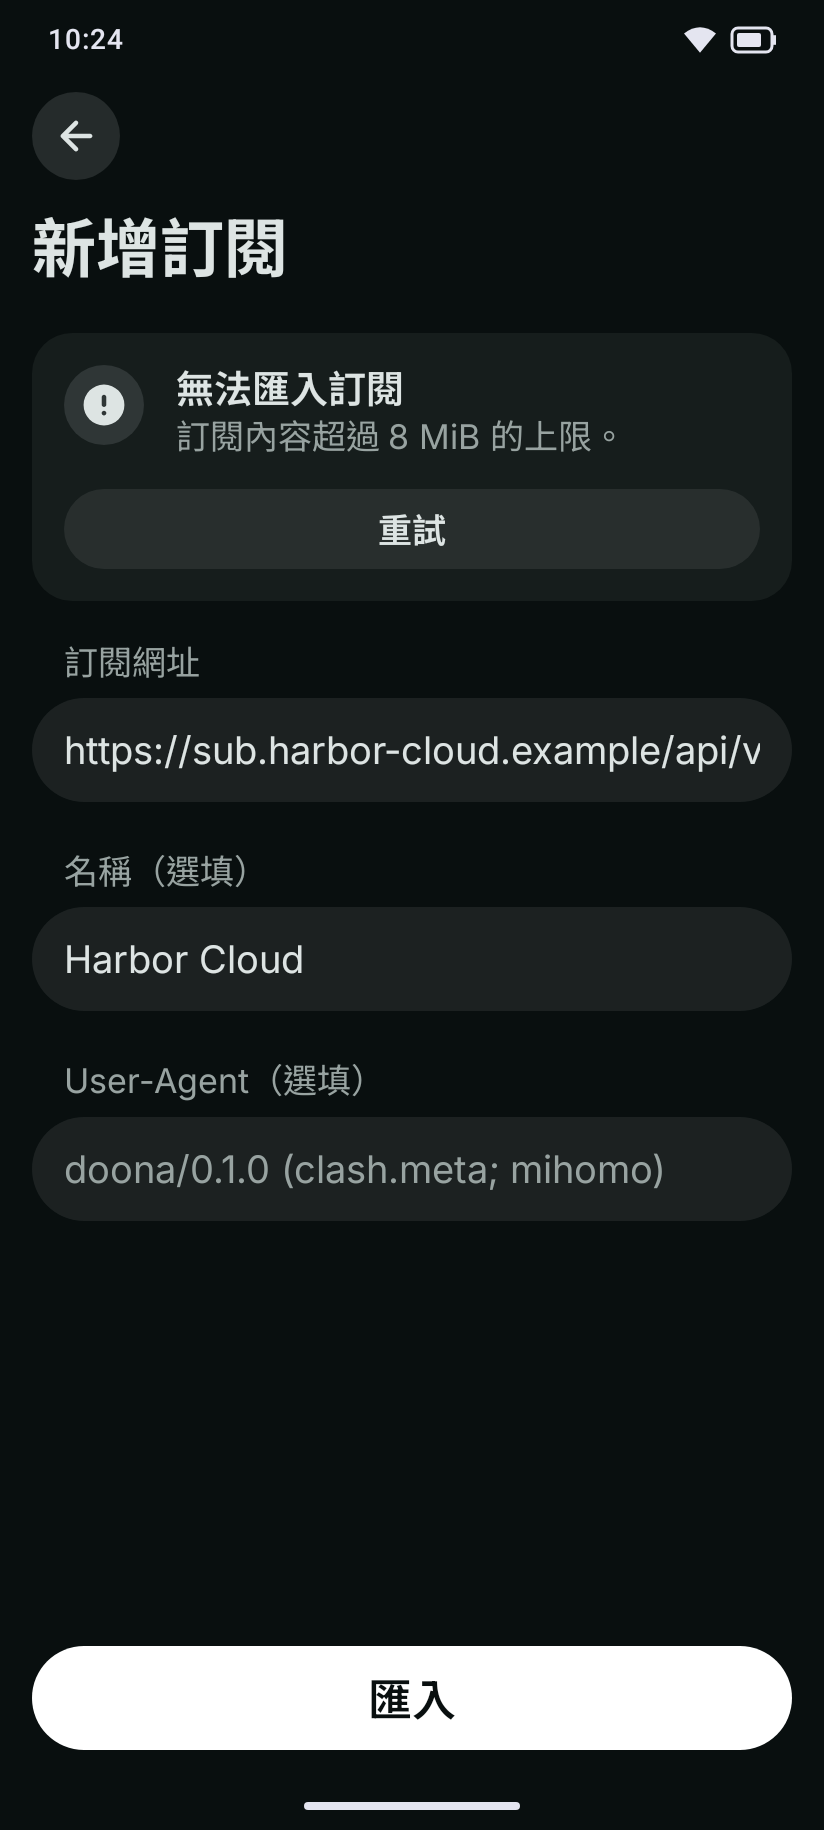 10:24
新增訂閱
無法匯入訂閱
訂閱內容超過 8 MiB 的上限。
重試
訂閱網址
https://sub.harbor-cloud.example/api/v
名稱（選填）
Harbor Cloud
User-Agent（選填）
doona/0.1.0 (clash.meta; mihomo)
匯入